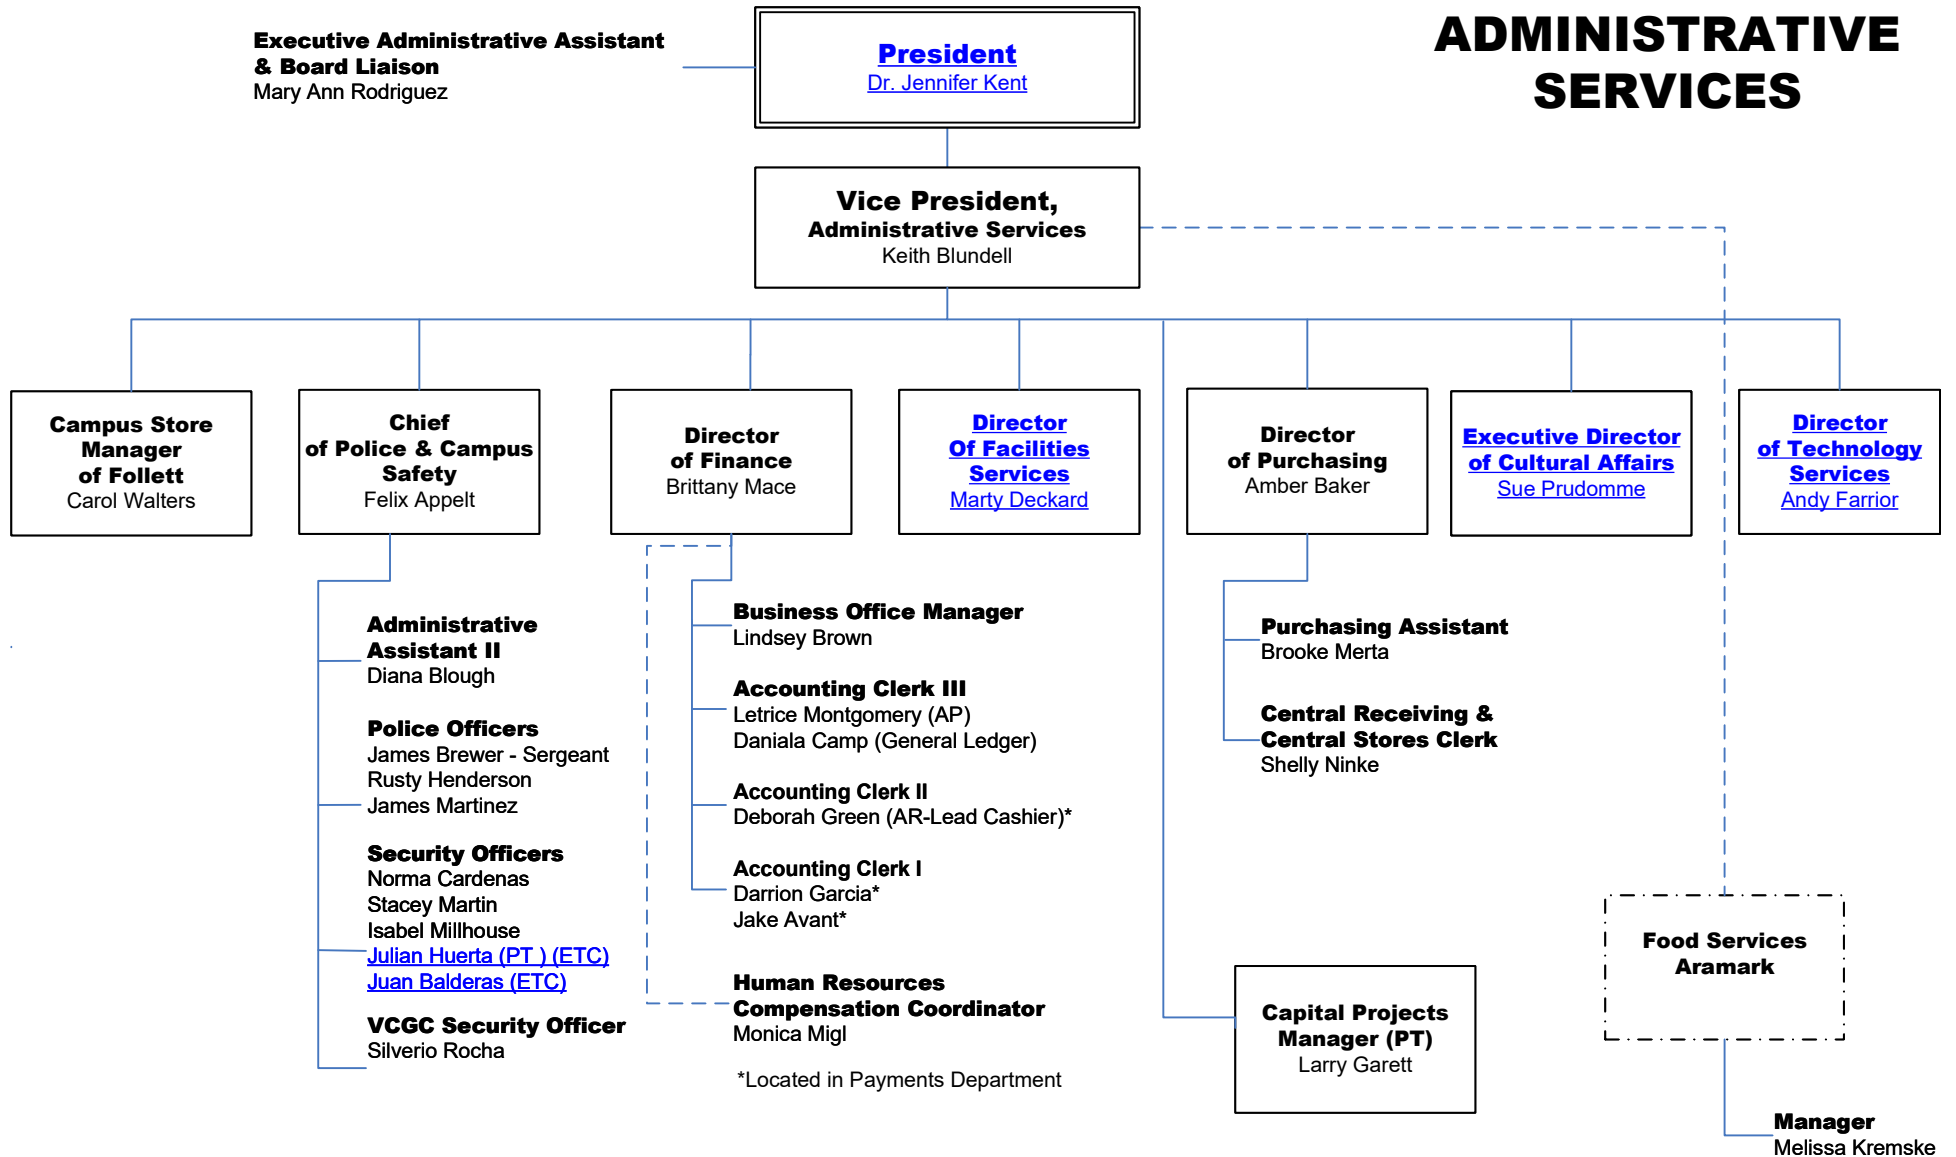 ADMINISTRATIVE
SERVICES
Executive Administrative Assistant
& Board Liaison
Mary Ann Rodriguez
President
Dr. Jennifer Kent
Vice President,
Administrative Services
Keith Blundell
Campus Store
Manager
of Follett
Carol Walters
Chief
of Police & Campus
Safety
Felix Appelt
Director
of Finance
Brittany Mace
Director
Of Facilities
Services
Marty Deckard
Director
of Purchasing
Amber Baker
Executive Director
of Cultural Affairs
Sue Prudomme
Director
of Technology
Services
Andy Farrior
Administrative
Assistant II
Diana Blough
Police Officers
James Brewer - Sergeant
Rusty Henderson
James Martinez
Security Officers
Norma Cardenas
Stacey Martin
Isabel Millhouse
Julian Huerta (PT ) (ETC)
Juan Balderas (ETC)
VCGC Security Officer
Silverio Rocha
Business Office Manager
Lindsey Brown
Accounting Clerk III
Letrice Montgomery (AP)
Daniala Camp (General Ledger)
Accounting Clerk II
Deborah Green (AR-Lead Cashier)*
Accounting Clerk I
Darrion Garcia*
Jake Avant*
Human Resources
Compensation Coordinator
Monica Migl
*Located in Payments Department
Purchasing Assistant
Brooke Merta
Central Receiving &
Central Stores Clerk
Shelly Ninke
Capital Projects
Manager (PT)
Larry Garett
Food Services
Aramark
Manager
Melissa Kremske